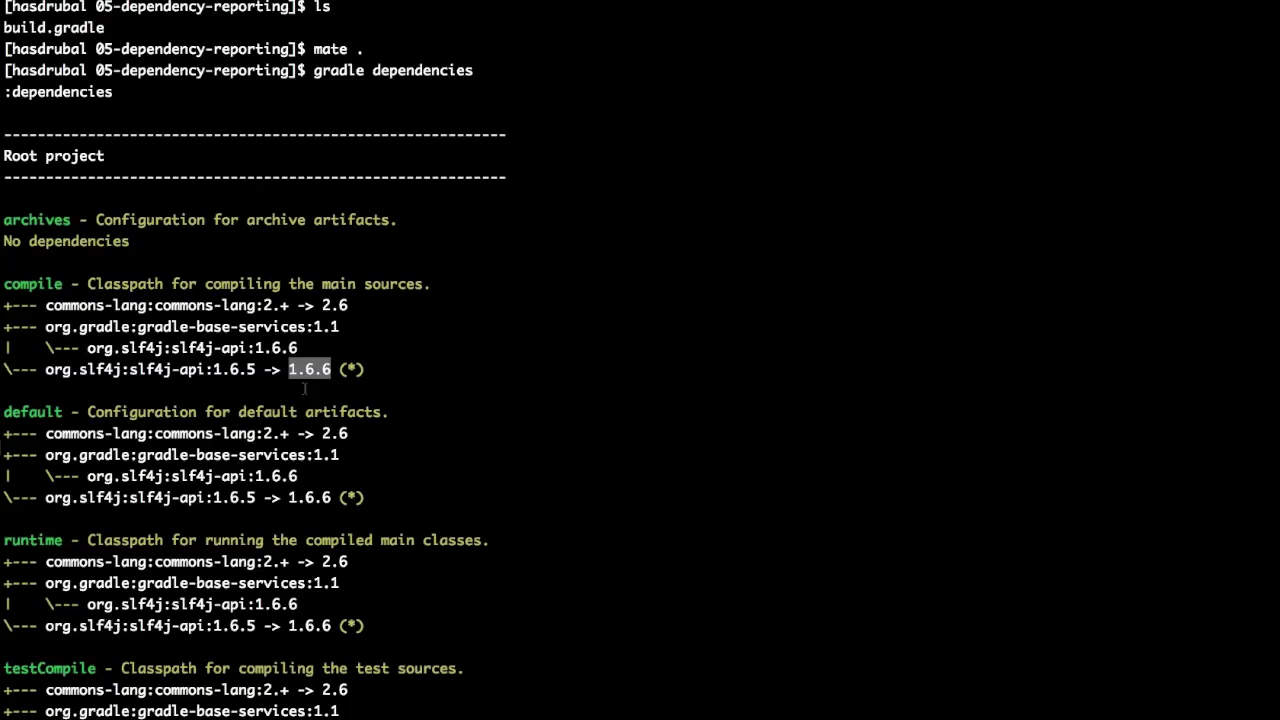 [hasdrubal 05-dependency-reporting]$ ls
build.gradle
[hasdrubal 05-dependency-reporting]$ mate .
[hasdrubal 05-dependency-reporting]$ gradle dependencies
:dependencies
------------------------------------------------------------
Root project
------------------------------------------------------------
archives - Configuration for archive artifacts.
No dependencies
compile - Classpath for compiling the main sources.
+--- commons-lang:commons-lang:2.+ -> 2.6
+--- org.gradle:gradle-base-services:1.1
|    \--- org.slf4j:slf4j-api:1.6.6
\--- org.slf4j:slf4j-api:1.6.5 -> 1.6.6 (*)
default - Configuration for default artifacts.
+--- commons-lang:commons-lang:2.+ -> 2.6
+--- org.gradle:gradle-base-services:1.1
|    \--- org.slf4j:slf4j-api:1.6.6
\--- org.slf4j:slf4j-api:1.6.5 -> 1.6.6 (*)
runtime - Classpath for running the compiled main classes.
+--- commons-lang:commons-lang:2.+ -> 2.6
+--- org.gradle:gradle-base-services:1.1
|    \--- org.slf4j:slf4j-api:1.6.6
\--- org.slf4j:slf4j-api:1.6.5 -> 1.6.6 (*)
testCompile - Classpath for compiling the test sources.
+--- commons-lang:commons-lang:2.+ -> 2.6
+--- org.gradle:gradle-base-services:1.1